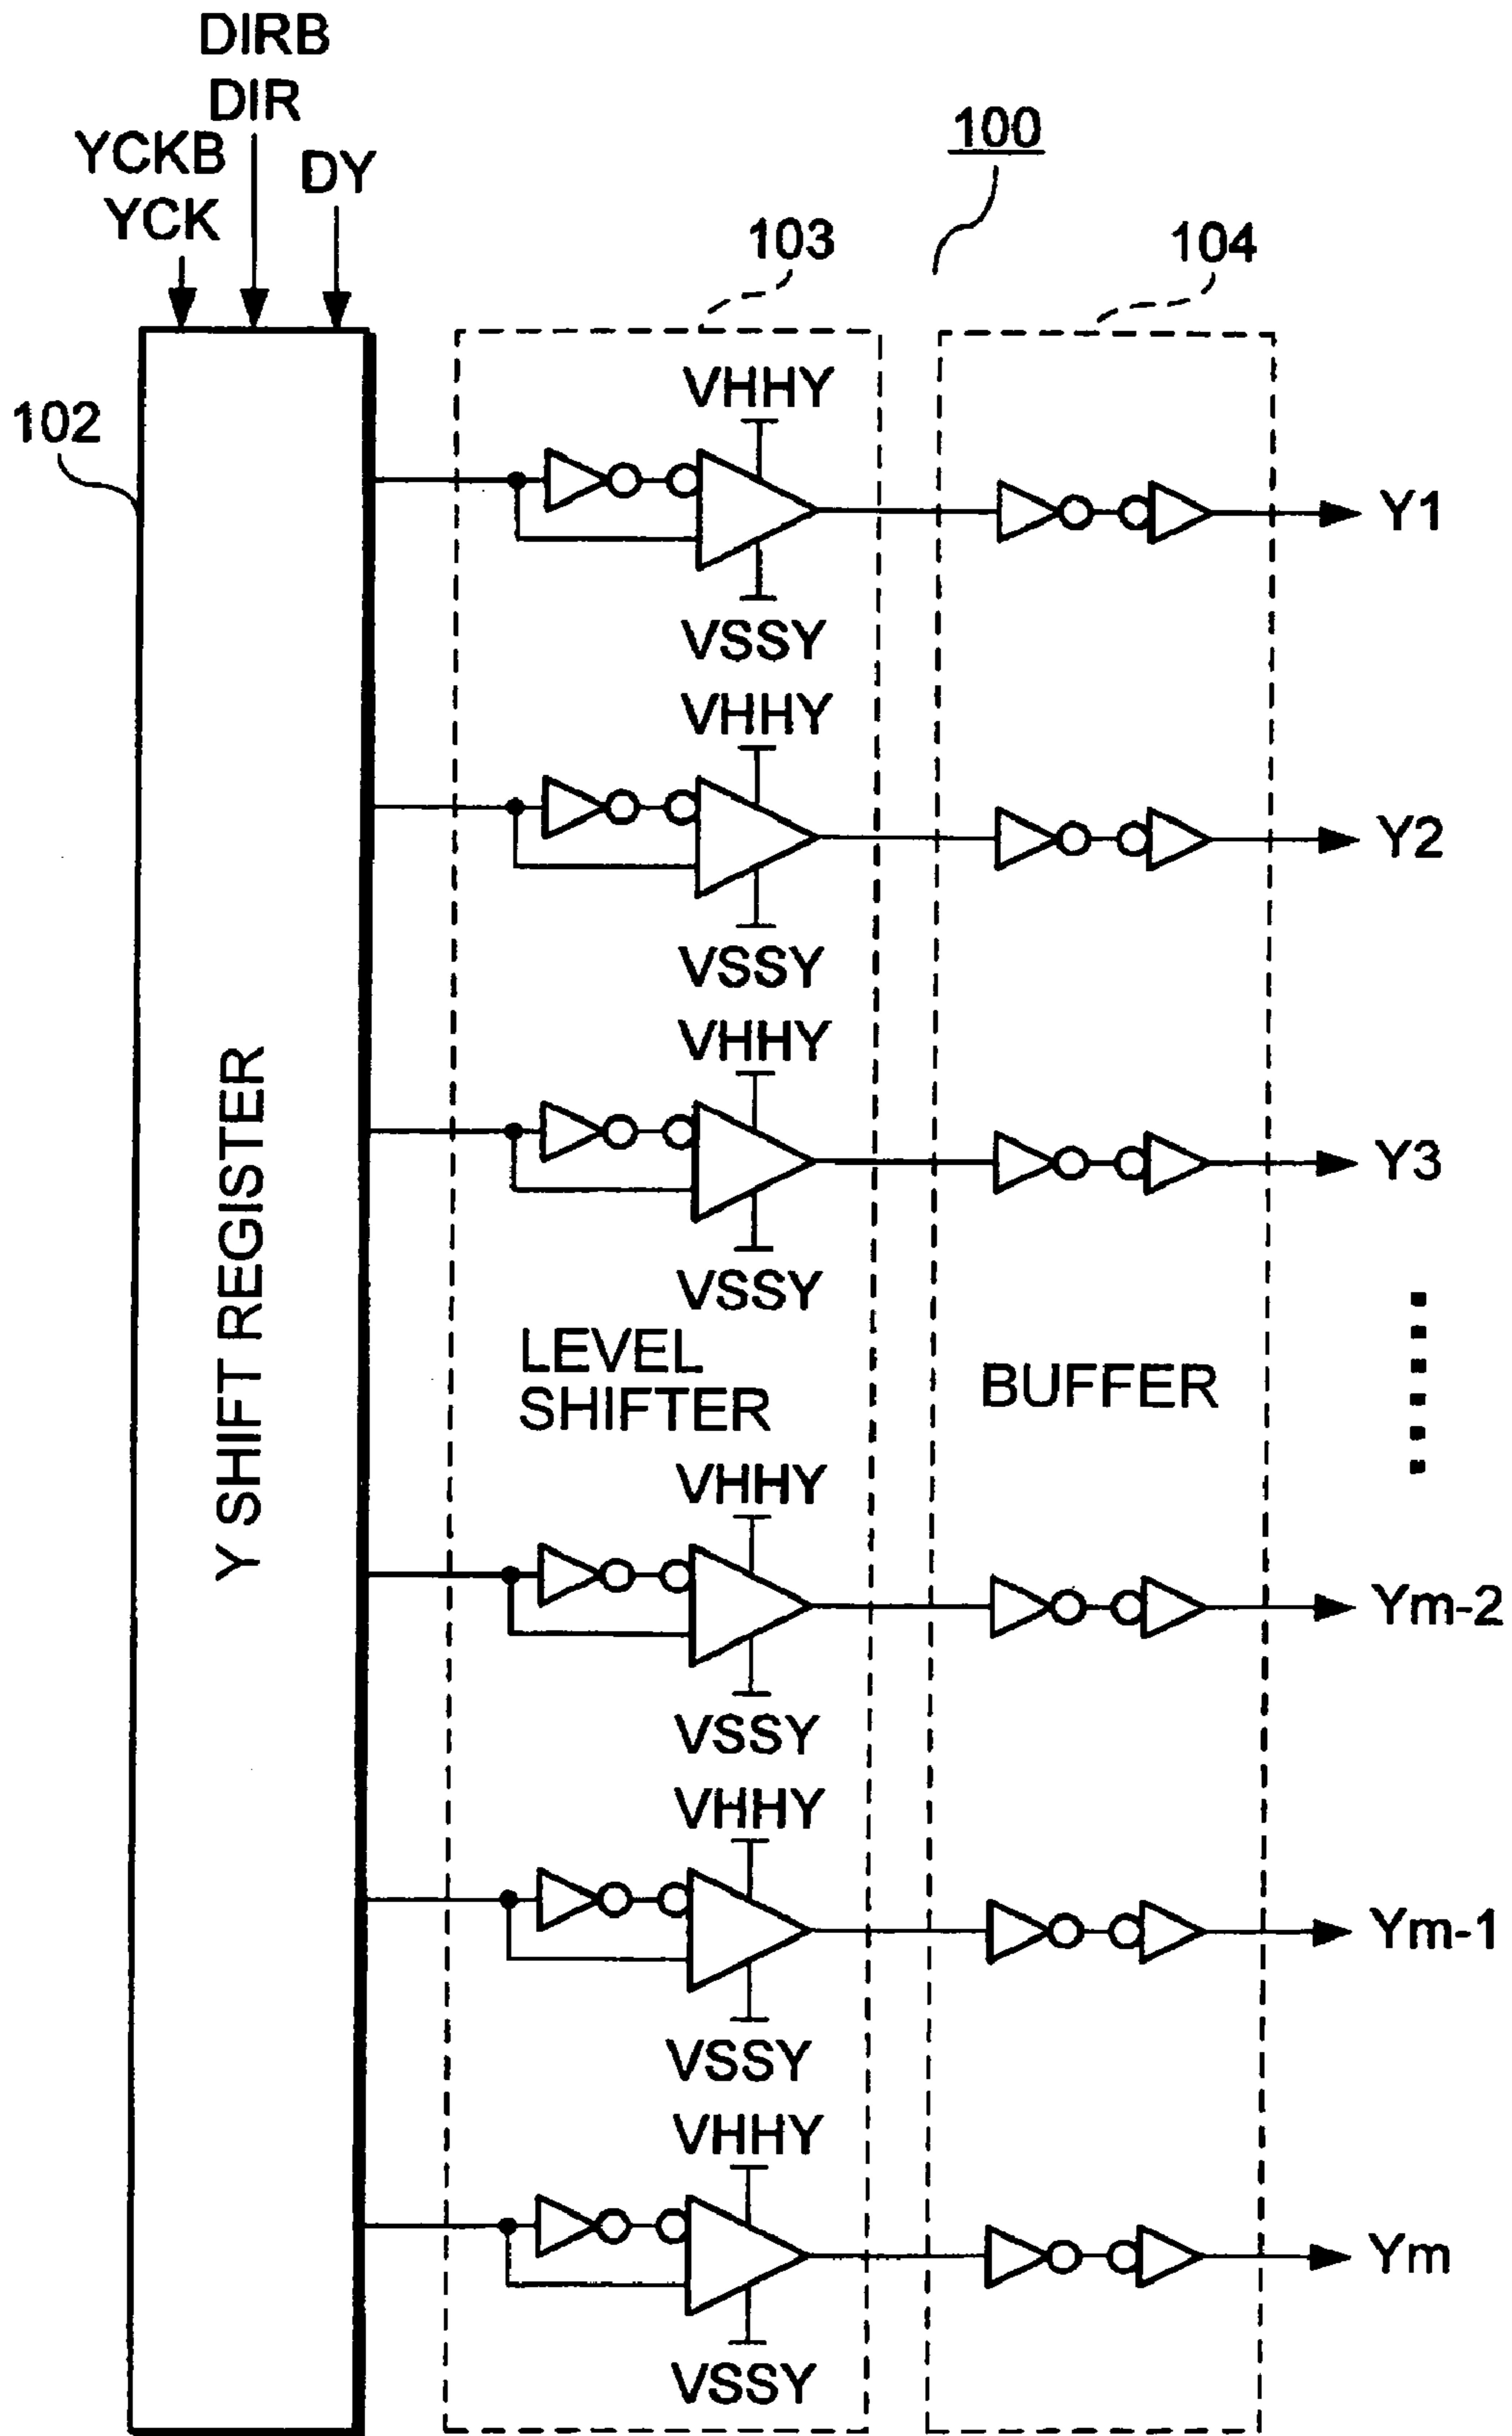 DIRB
DIR
YCKB
YCK
DY
100
103
104
102
VHHY
Y1
VSSY
VHHY
Y2
VSSY
VHHY
Y3
VSSY
Y SHIFT REGISTER
LEVEL
SHIFTER
BUFFER
VHHY
Ym-2
VSSY
VHHY
Ym-1
VSSY
VHHY
Ym
VSSY